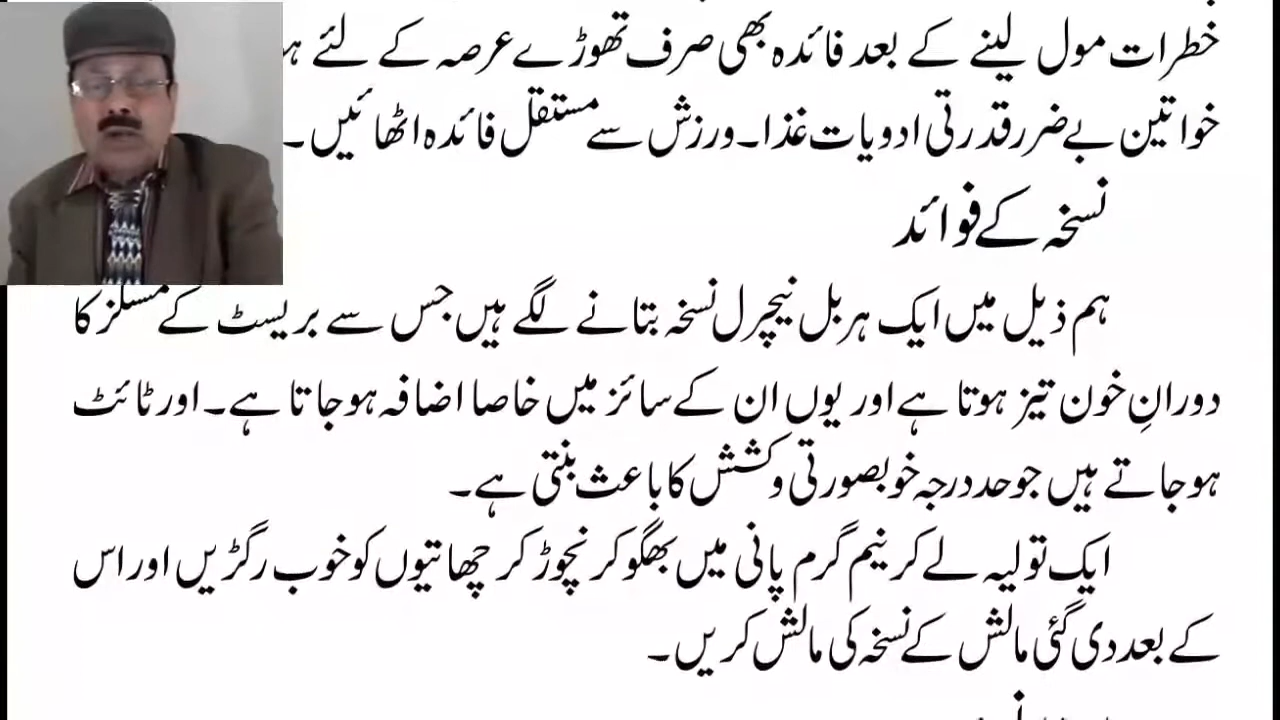 خطرات مول لینے کے بعد فائدہ بھی صرف تھوڑے عرصہ کے لئے
خواتین بے ضرر قدرتی ادویات غذا۔ ورزش سے مستقل فائدہ اٹھائیں۔
نسخہ کے فوائد
ہم ذیل میں ایک ہربل نیچرل نسخہ بتانے لگے ہیں جس سے بریسٹ کے مسلز کا
دورانِ خون تیز ہوتا ہے اور یوں ان کے سائز میں خاصا اضافہ ہو جاتا ہے۔ اور ٹائٹ
ہو جاتے ہیں جو حد درجہ خوبصورتی و کشش کا باعث بنتی ہے۔
ایک تولیہ لے کر نیم گرم پانی میں بھگو کر نچوڑ کر چھاتیوں کو خوب رگڑیں اور اس
کے بعد دی گئی مالش کے نسخہ کی مالش کریں۔